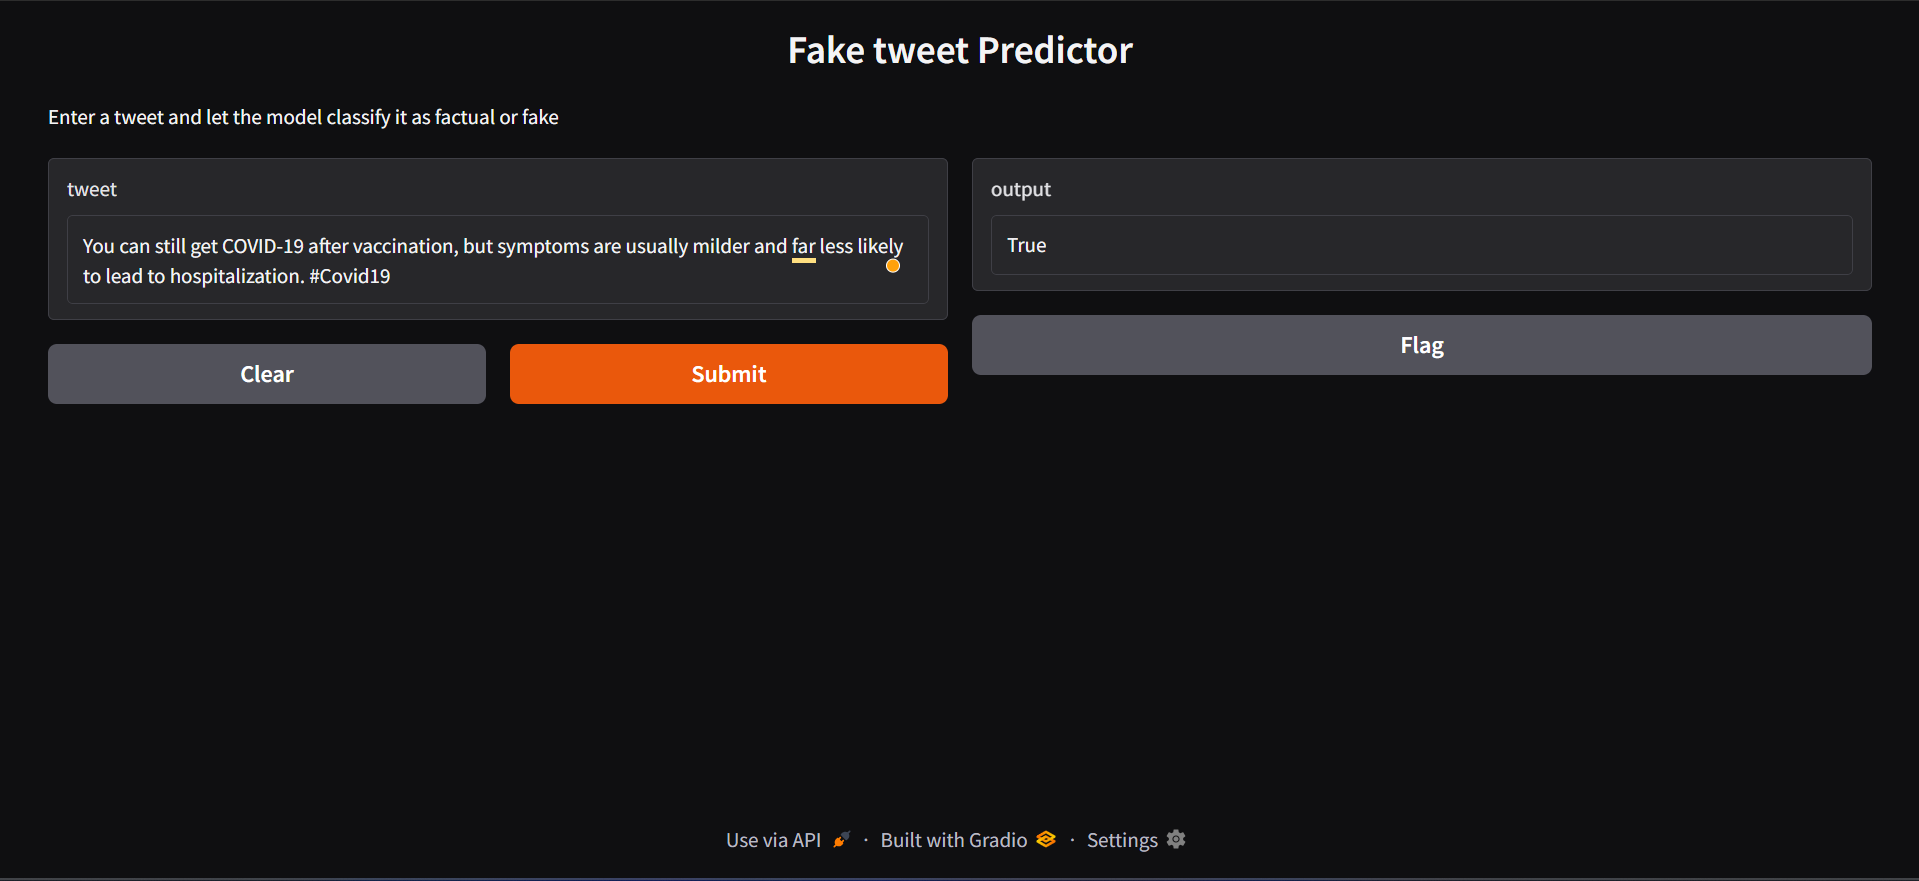 Fake tweet Predictor
Enter a tweet and let the model classify it as factual or fake
tweet
You can still get COVID-19 after vaccination, but symptoms are usually milder and far less likely
to lead to hospitalization. #Covid19
Clear
Submit
output
True
Flag
Use via API · Built with Gradio · Settings